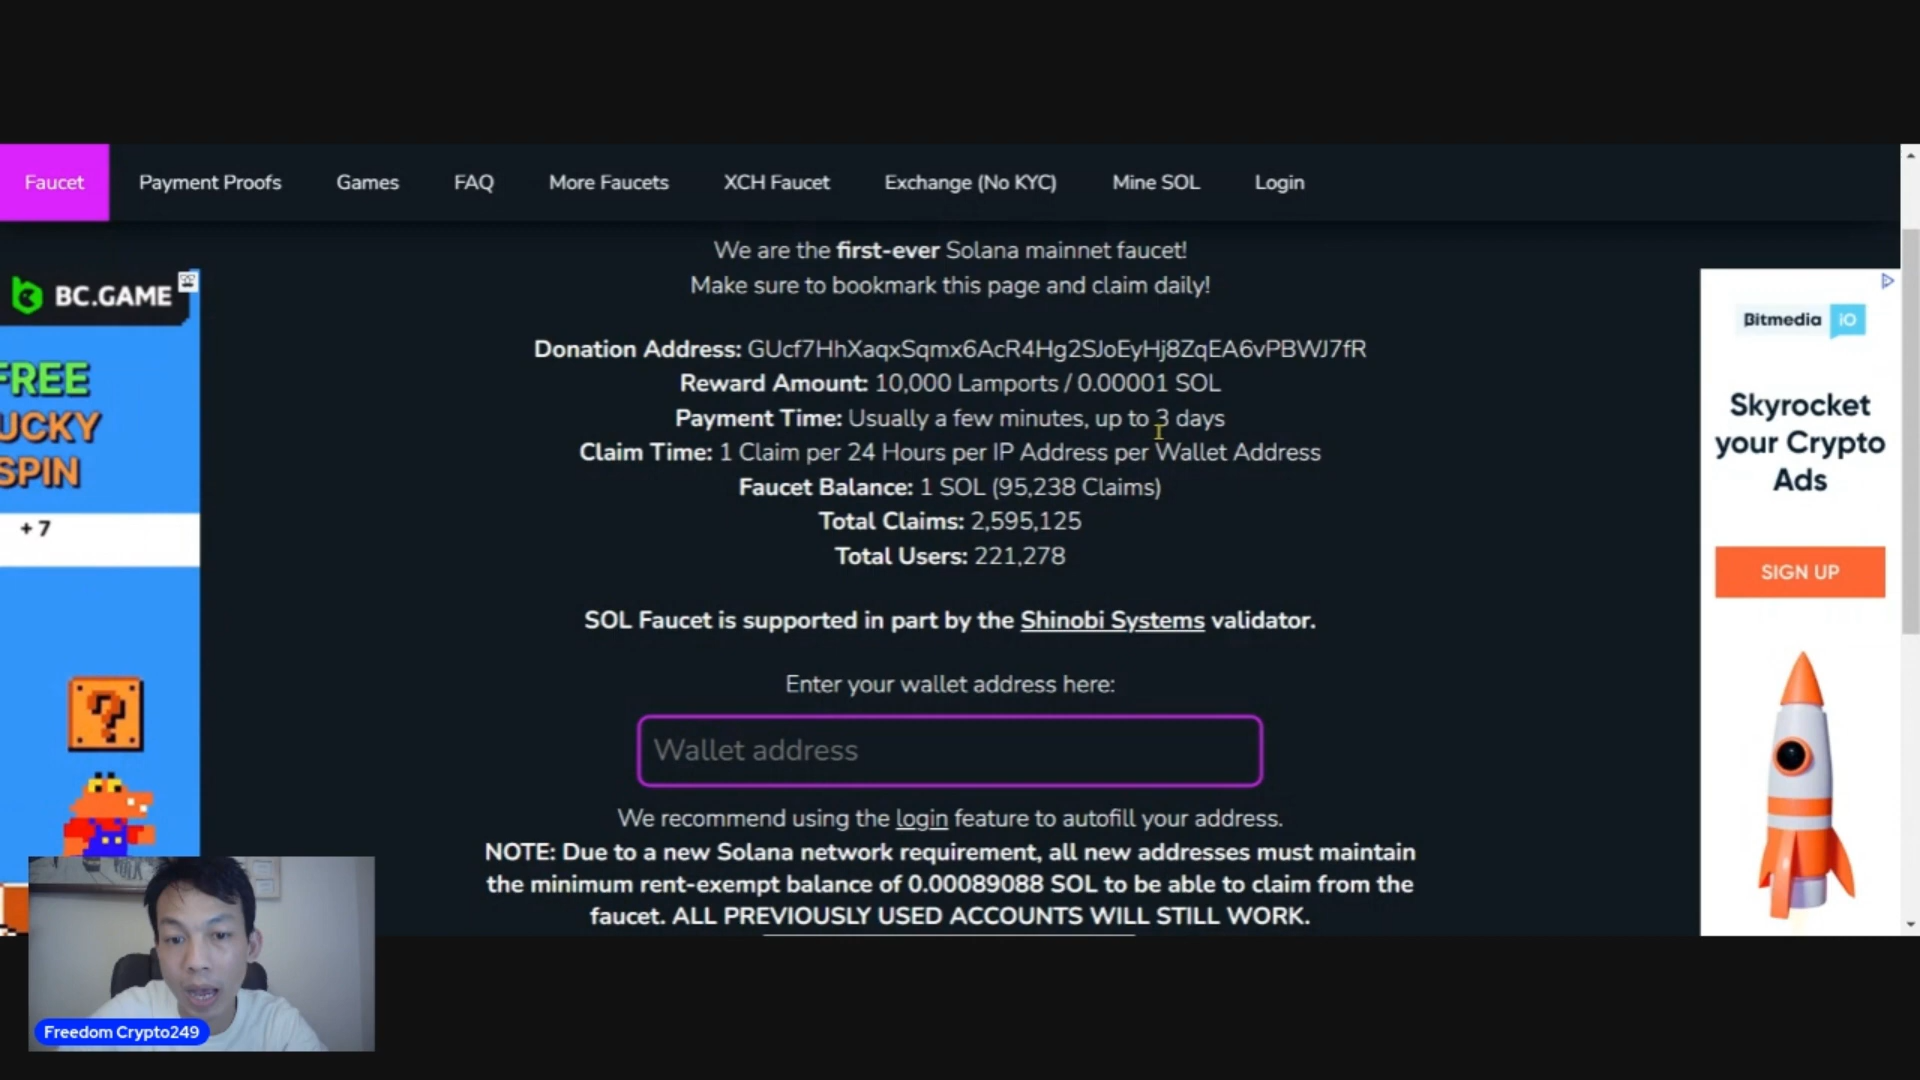 Faucet Payment Proofs Games FAQ More Faucets XCH Faucet Exchange (No KYC) Mine SOL Login
We are the first-ever Solana mainnet faucet!
Make sure to bookmark this page and claim daily!
Donation Address: GUcf7HhXaqxSqmx6AcR4Hg2SJoEyHj8ZqEA6vPBWJ7fR
Reward Amount: 10,000 Lamports / 0.00001 SOL
Payment Time: Usually a few minutes, up to 3 days
Claim Time: 1 Claim per 24 Hours per IP Address per Wallet Address
Faucet Balance: 1 SOL (95,238 Claims)
Total Claims: 2,595,125
Total Users: 221,278
SOL Faucet is supported in part by the Shinobi Systems validator.
Enter your wallet address here:
Wallet address
We recommend using the login feature to autofill your address.
NOTE: Due to a new Solana network requirement, all new addresses must maintain
the minimum rent-exempt balance of 0.00089088 SOL to be able to claim from the
faucet. ALL PREVIOUSLY USED ACCOUNTS WILL STILL WORK.
BC.GAME
FREE
UCKY
SPIN
+ 7
?
Bitmedia IO
Skyrocket
your Crypto
Ads
SIGN UP
Freedom Crypto249